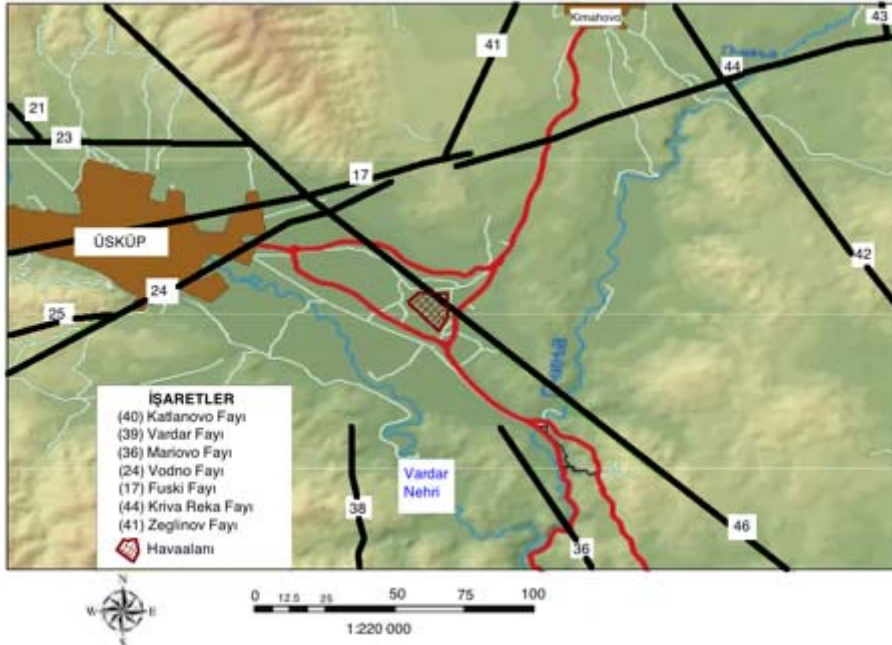 Kimahovo
43
41
44
21
23
17
ÜSKÜP
42
24
25
İŞARETLER
(40) Katlanovo Fayı
(39) Vardar Fayı
(36) Mariovo Fayı
(24) Vodno Fayı
(17) Fuski Fayı
(44) Kriva Reka Fayı
(41) Zeglinov Fayı
Havaalanı
Vardar
Nehri
38
36
46
N
W E
S
0 12.5 25 50 75 100
1:220 000